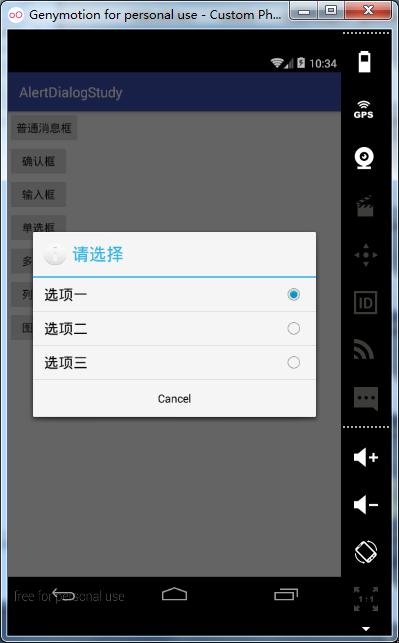 Genymotion for personal use - Custom Ph...
10:34
AlertDialogStudy
普通消息框
确认框
输入框
单选框
请选择
多
选项一
列
选项二
图
选项三
Cancel
free for personal use
GPS
ID
1:1